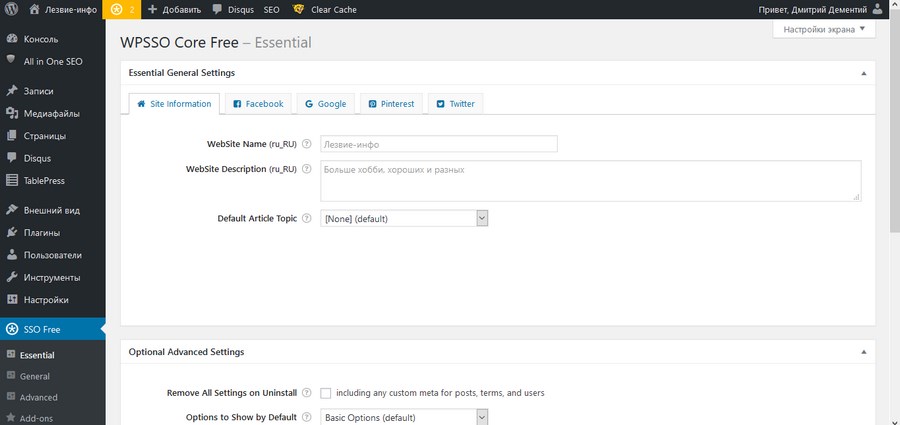 Лезвие-инфо 2 Добавить Disqus SEO Clear Cache Привет, Дмитрий Дементий
Настройки экрана
Консоль
All in One SEO
Записи
Медиафайлы
Страницы
Disqus
TablePress
Внешний вид
Плагины
Пользователи
Инструменты
Настройки
SSO Free
Essential
General
Advanced
Add-ons
WPSSO Core Free – Essential
Essential General Settings
Site Information Facebook Google Pinterest Twitter
WebSite Name (ru_RU) Лезвие-инфо
WebSite Description (ru_RU) Больше хобби, хороших и разных
Default Article Topic [None] (default)
Optional Advanced Settings
Remove All Settings on Uninstall including any custom meta for posts, terms, and users
Options to Show by Default Basic Options (default)